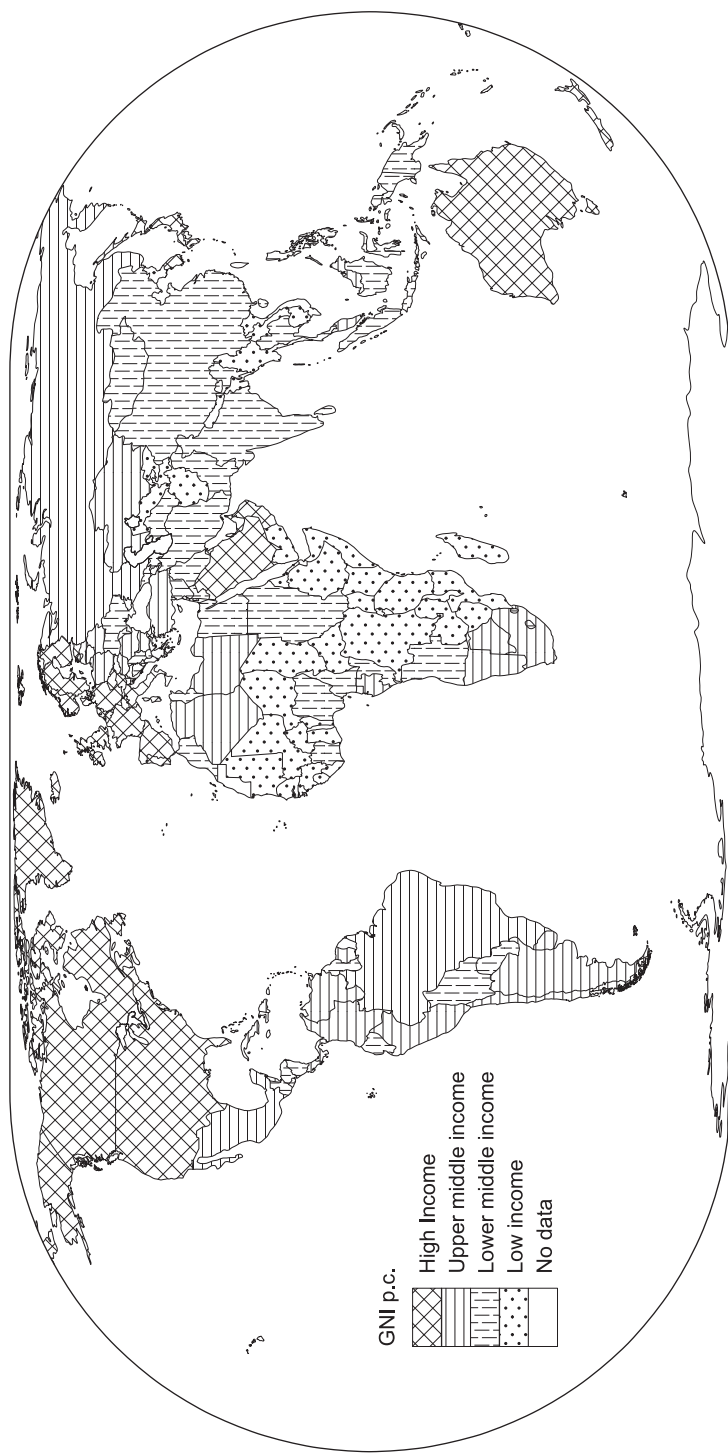 GNI p.c.
High Income
Upper middle income
Lower middle income
Low income
No data